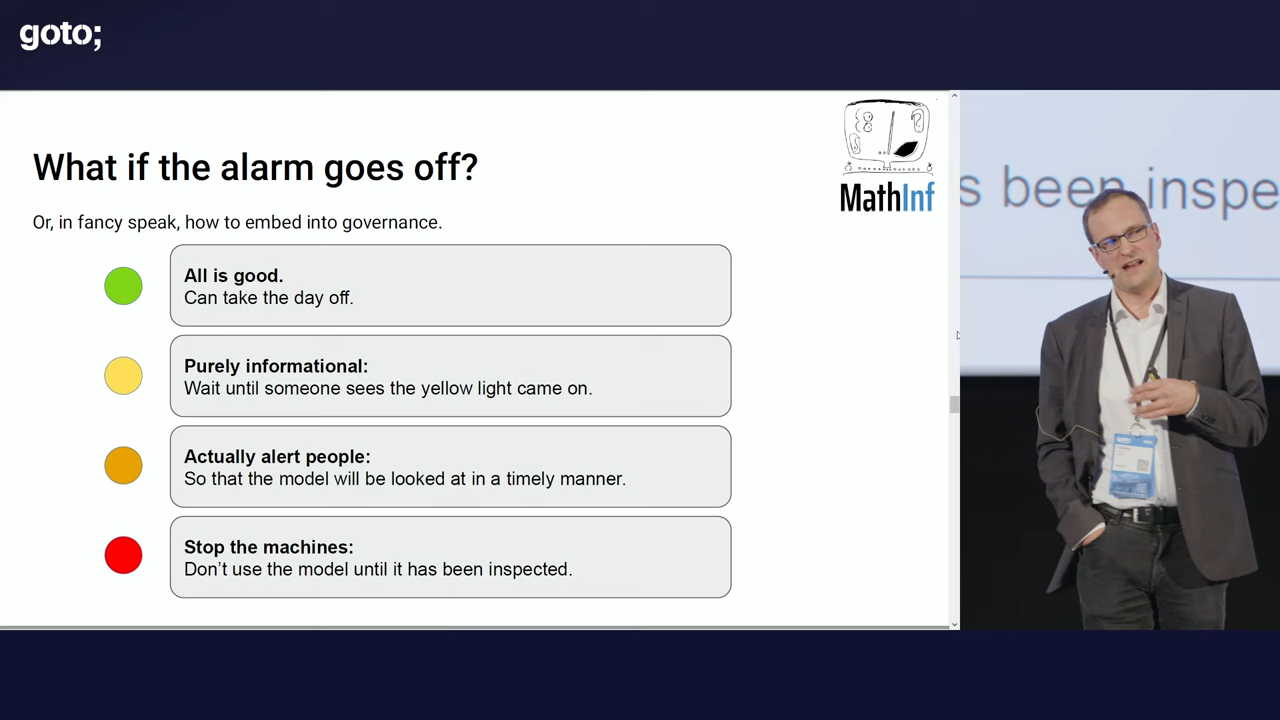 goto;
What if the alarm goes off?
MathInf
Or, in fancy speak, how to embed into governance.
All is good.
Can take the day off.
Purely informational:
Wait until someone sees the yellow light came on.
Actually alert people:
So that the model will be looked at in a timely manner.
Stop the machines:
Don't use the model until it has been inspected.
s been inspe